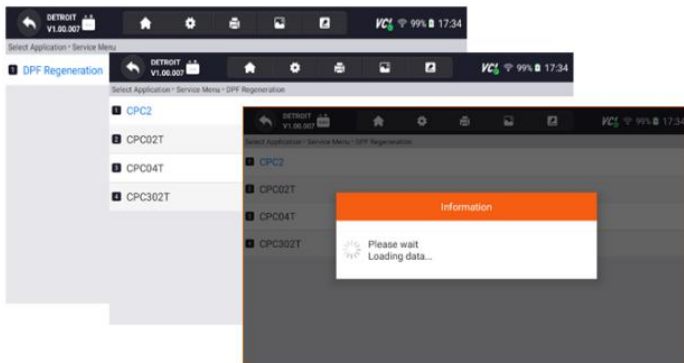 DETROIT
V1.00.007
VCI 99% 17:34
Select Application > Service Menu
1 DPF Regeneration
DETROIT
V1.00.007
VCI 99% 17:34
Select Application > Service Menu > DPF Regeneration
1 CPC2
2 CPC02T
3 CPC04T
4 CPC302T
DETROIT
V1.00.007
VCI 99% 17:34
Select Application > Service Menu > DPF Regeneration
1 CPC2
2 CPC02T
3 CPC04T
4 CPC302T
Information
Please wait
Loading data...